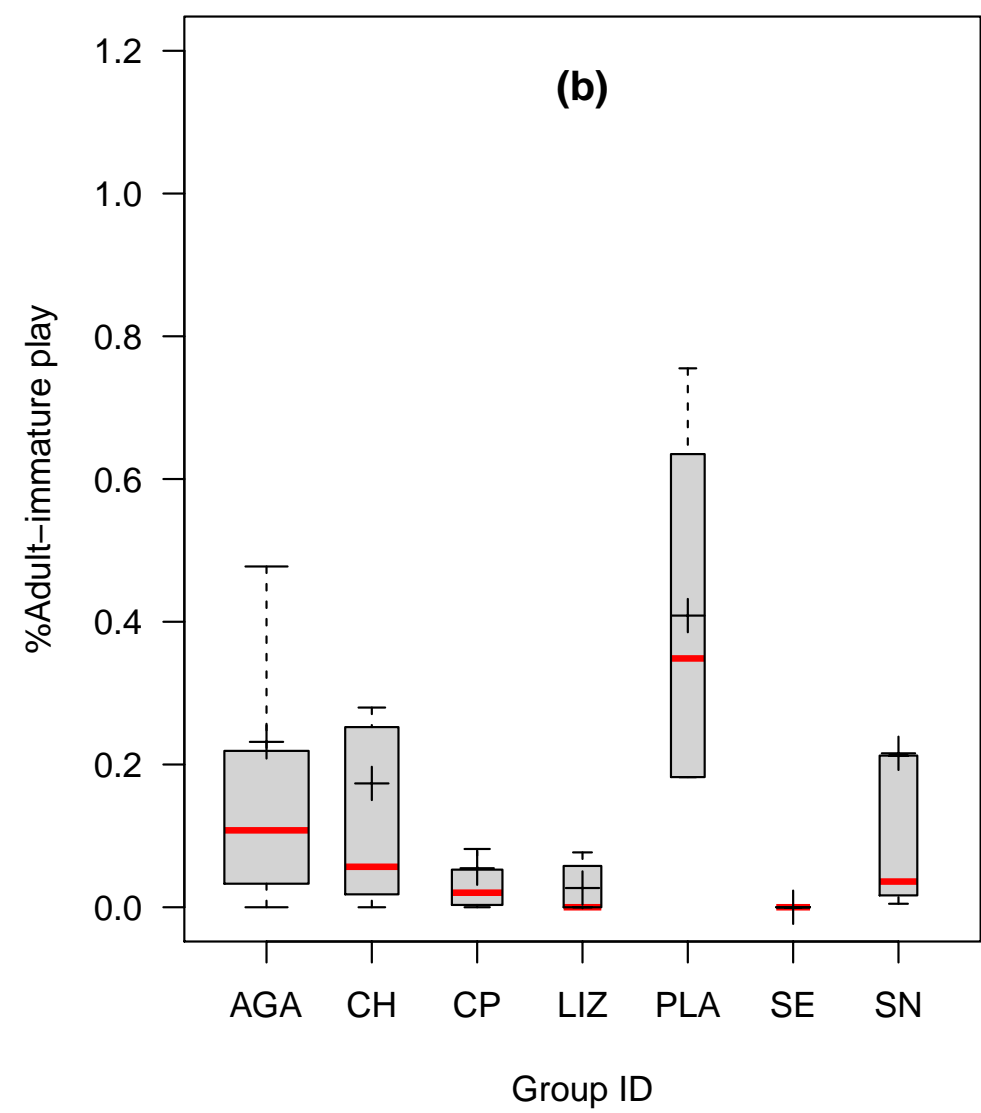 (b)
%Adult−immature play
1.2
1.0
0.8
0.6
0.4
0.2
0.0
AGA CH CP LIZ PLA SE SN
Group ID